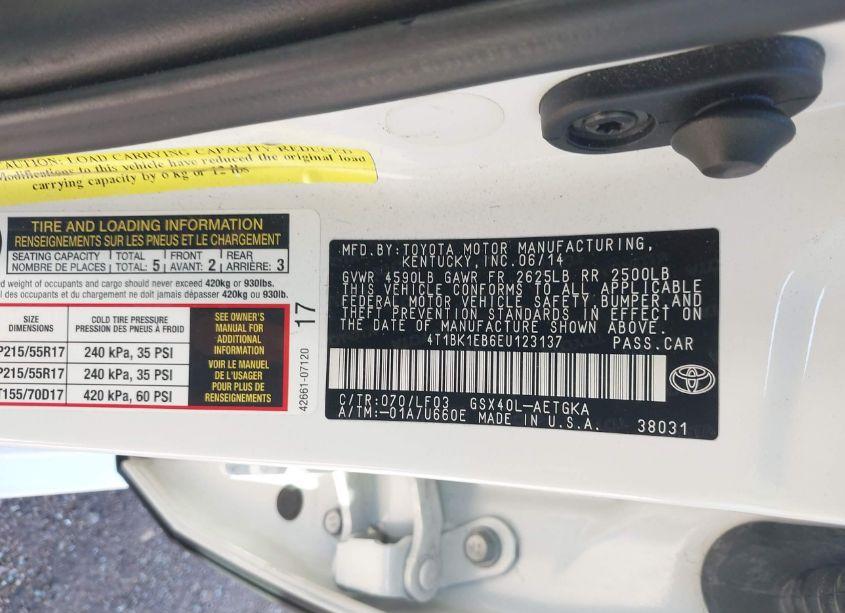 CAUTION: LOAD CARRYING CAPACITY REDUCED
Modifications to this vehicle have reduced the original load
carrying capacity by 6 kg or 12 lbs
TIRE AND LOADING INFORMATION
RENSEIGNEMENTS SUR LES PNEUS ET LE CHARGEMENT
SEATING CAPACITY TOTAL: 5 FRONT AVANT: 2 REAR ARRIÈRE: 3
NOMBRE DE PLACES
weight of occupants and cargo should never exceed 420kg or 930lbs.
des occupants et du chargement ne doit jamais dépasser 420kg ou 930lb.
SIZE COLD TIRE PRESSURE
DIMENSIONS PRESSION DES PNEUS À FROID
P215/55R17 240 kPa, 35 PSI
P215/55R17 240 kPa, 35 PSI
T155/70D17 420 kPa, 60 PSI
SEE OWNER'S
MANUAL FOR
ADDITIONAL
INFORMATION
VOIR LE MANUEL
DE L'USAGER
POUR PLUS DE
RENSEIGNEMENTS
17
42661-07120
MFD.BY:TOYOTA MOTOR MANUFACTURING,
KENTUCKY, INC. 06/14
GVWR 4590LB GAWR FR 2625LB RR 2500LB
THIS VEHICLE CONFORMS TO ALL APPLICABLE
FEDERAL MOTOR VEHICLE SAFETY, BUMPER, AND
THEFT PREVENTION STANDARDS IN EFFECT ON
THE DATE OF MANUFACTURE SHOWN ABOVE.
4T1BK1EB6EU123137 PASS.CAR
C/TR:070/LF03 GSX40L-AETGKA
A/TM:-01A/U660E MADE IN U.S.A. 38031
TOYOTA